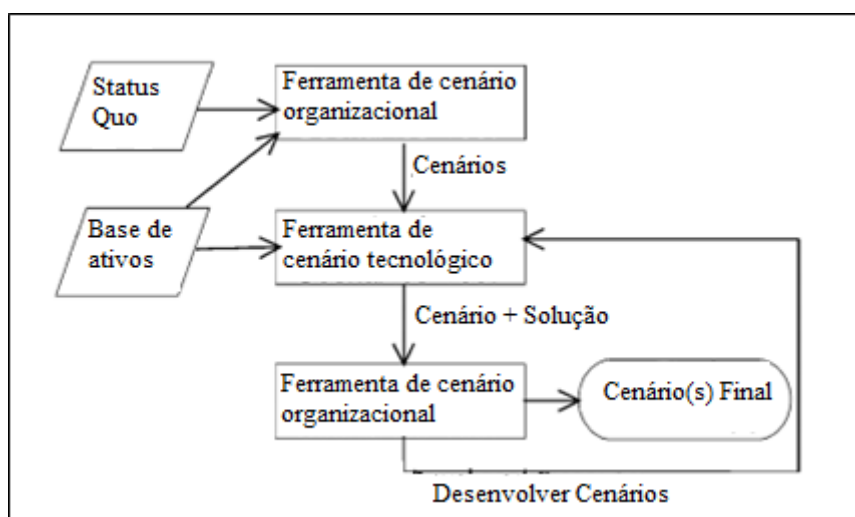 Status
Quo
Ferramenta de cenário
organizacional
Cenários
Base de
ativos
Ferramenta de
cenário tecnológico
Cenário + Solução
Ferramenta de cenário
organizacional
Cenário(s) Final
Desenvolver Cenários